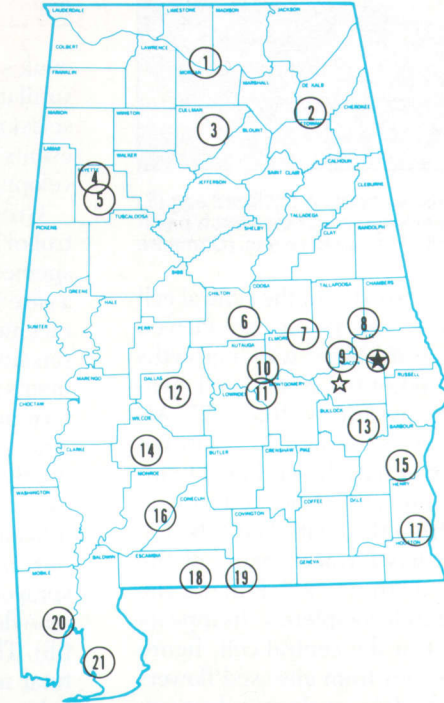 LAUDERDALE
LIMESTONE
MADISON
JACKSON
COLBERT
LAWRENCE
1
FRANKLIN
MORGAN
MARSHALL
DE KALB
2
CHEROKEE
MARION
WINSTON
CULLMAN
3
BLOUNT
ETOWAH
LAMAR
FAYETTE
4
5
WALKER
JEFFERSON
SAINT CLAIR
CALHOUN
CLEBURNE
PICKENS
TUSCALOOSA
SHELBY
TALLADEGA
CLAY
RANDOLPH
BIBB
GREENE
HALE
CHILTON
COOSA
TALLAPOOSA
CHAMBERS
SUMTER
PERRY
6
AUTAUGA
ELMORE
7
8
9
MARENGO
DALLAS
10
RUSSELL
CHOCTAW
12
LOWNDES
11
MONTGOMERY
WILCOX
BULLOCK
13
BARBOUR
CLARKE
14
BUTLER
CRENSHAW
PIKE
15
MONROE
HENRY
WASHINGTON
CONECUH
16
COVINGTON
COFFEE
DALE
17
HOUSTON
MOBILE
BALDWIN
ESCAMBIA
18
19
GENEVA
20
21